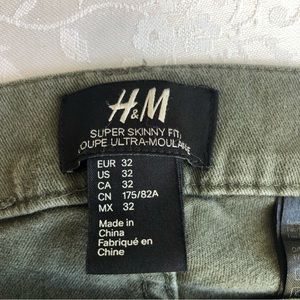 H&M
SUPER SKINNY FIT
COUPE ULTRA-MOULANTE
EUR 32
US 32
CA 32
CN 175/82A
MX 32
Made in
China
Fabriqué en
Chine